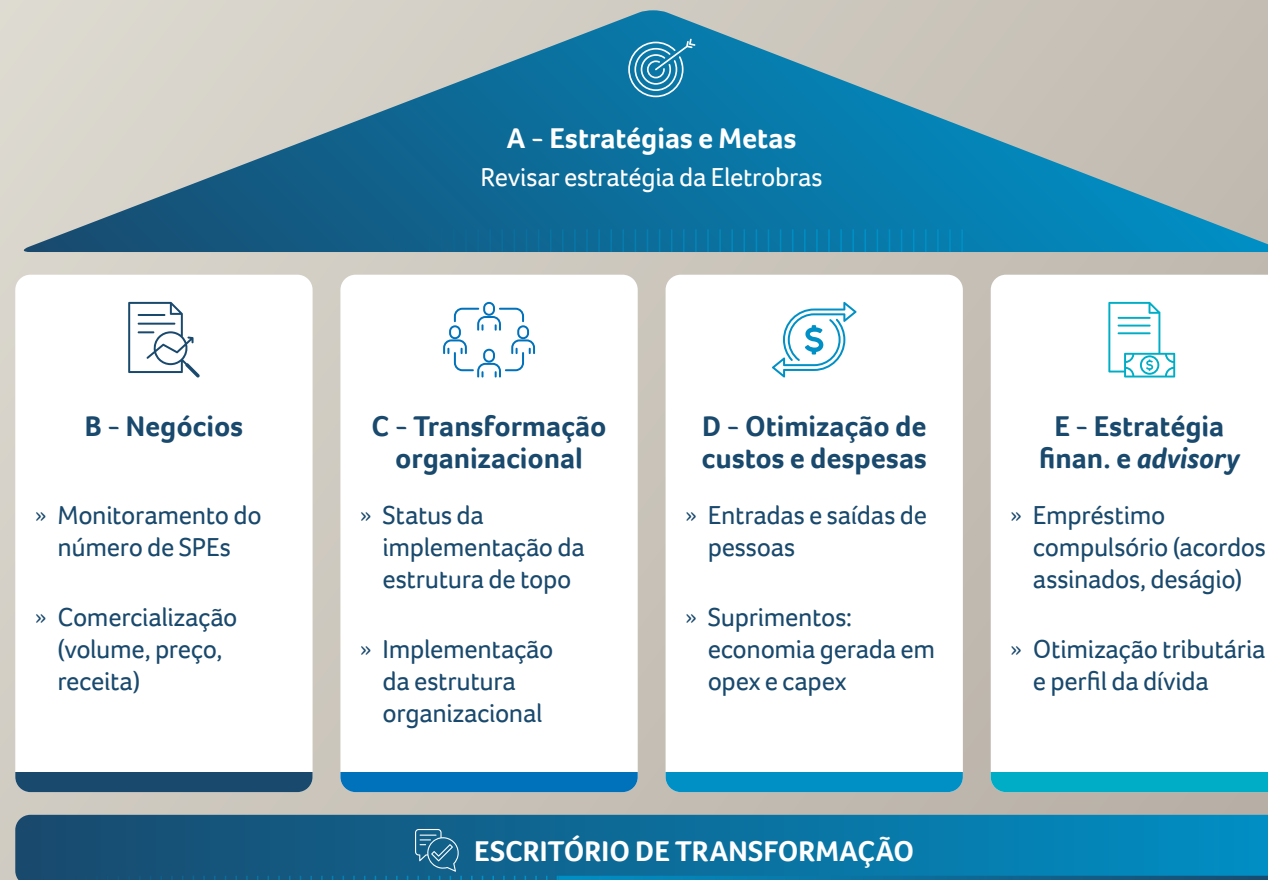 A - Estratégias e Metas
Revisar estratégia da Eletrobras
B - Negócios
» Monitoramento do
número de SPEs
» Comercialização
(volume, preço,
receita)
C - Transformação
organizacional
» Status da
implementação da
estrutura de topo
» Implementação
da estrutura
organizacional
D - Otimização de
custos e despesas
» Entradas e saídas de
pessoas
» Suprimentos:
economia gerada em
opex e capex
E - Estratégia
finan. e advisory
» Empréstimo
compulsório (acordos
assinados, deságio)
» Otimização tributária
e perfil da dívida
ESCRITÓRIO DE TRANSFORMAÇÃO